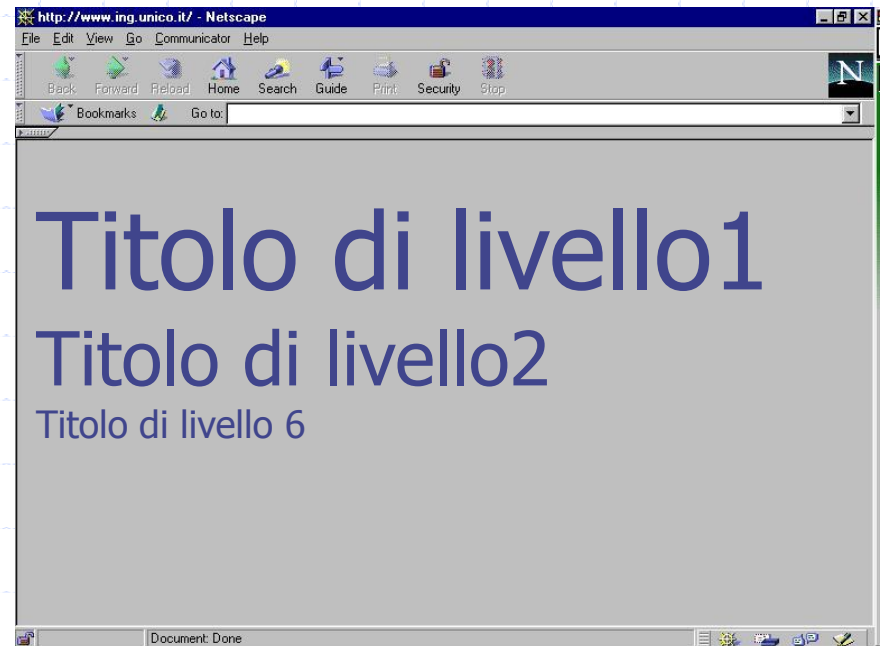 http://www.ing.unico.it/ - Netscape
File Edit View Go Communicator Help
Back Forward Reload Home Search Guide Print Security Stop
N
Bookmarks Go to:
Titolo di livello1
Titolo di livello2
Titolo di livello 6
Document: Done